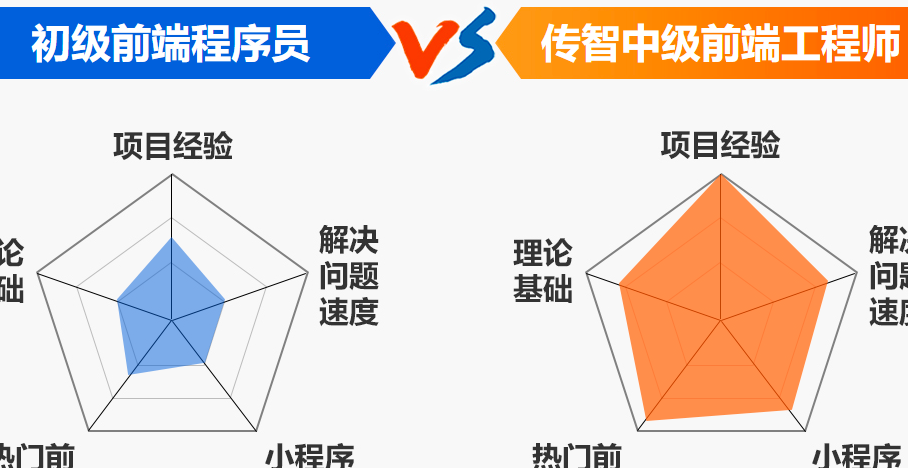 初级前端程序员
VS
传智中级前端工程师
项目经验
项目经验
论
础
解决
问题
速度
理论
基础
解决
问题
速度
热门前
小程序
热门前
小程序